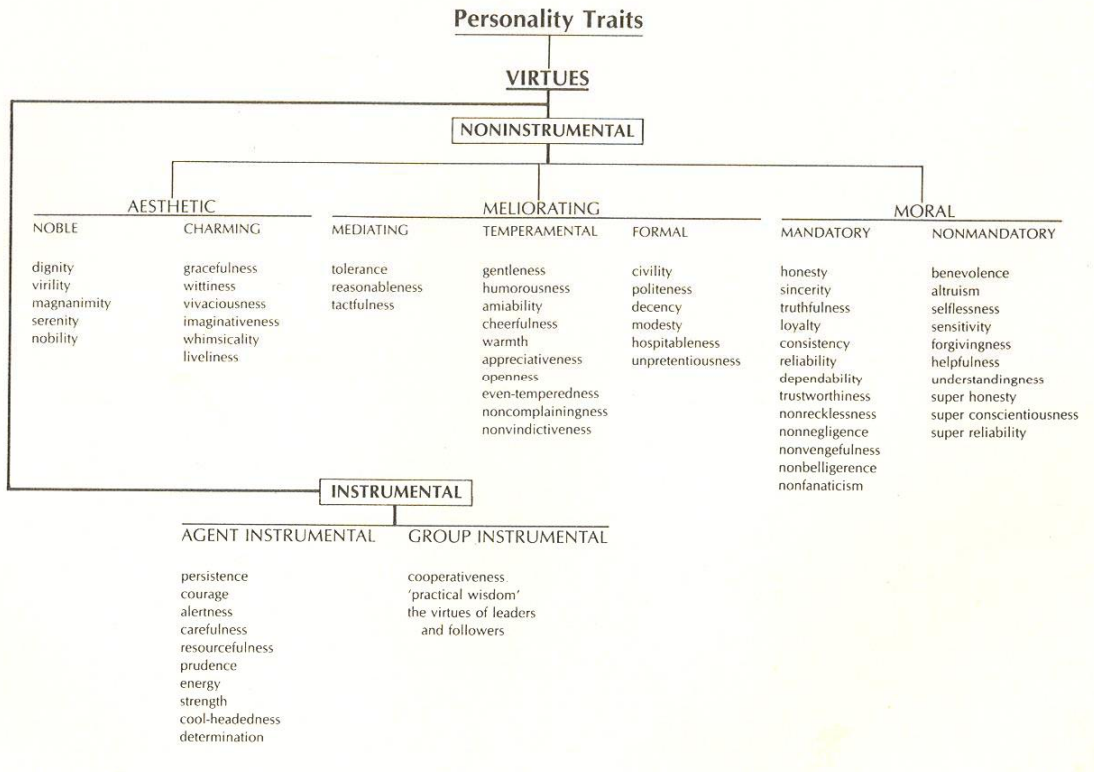 Personality Traits
VIRTUES
NONINSTRUMENTAL
AESTHETIC
NOBLE
dignity
virility
magnanimity
serenity
nobility
CHARMING
gracefulness
wittiness
vivaciousness
imaginativeness
whimsicality
liveliness
MELIORATING
MEDIATING
tolerance
reasonableness
tactfulness
TEMPERAMENTAL
gentleness
humorousness
amiability
cheerfulness
warmth
appreciativeness
openness
even-temperedness
noncomplainingness
nonvindictiveness
FORMAL
civility
politeness
decency
modesty
hospitableness
unpretentiousness
MORAL
MANDATORY
honesty
sincerity
truthfulness
loyalty
consistency
reliability
dependability
trustworthiness
nonrecklessness
nonnegligence
nonvengefulness
nonbelligerence
nonfanaticism
NONMANDATORY
benevolence
altruism
selflessness
sensitivity
forgivingness
helpfulness
understandingness
super honesty
super conscientiousness
super reliability
INSTRUMENTAL
AGENT INSTRUMENTAL
persistence
courage
alertness
carefulness
resourcefulness
prudence
energy
strength
cool-headedness
determination
GROUP INSTRUMENTAL
cooperativeness
'practical wisdom'
the virtues of leaders
and followers